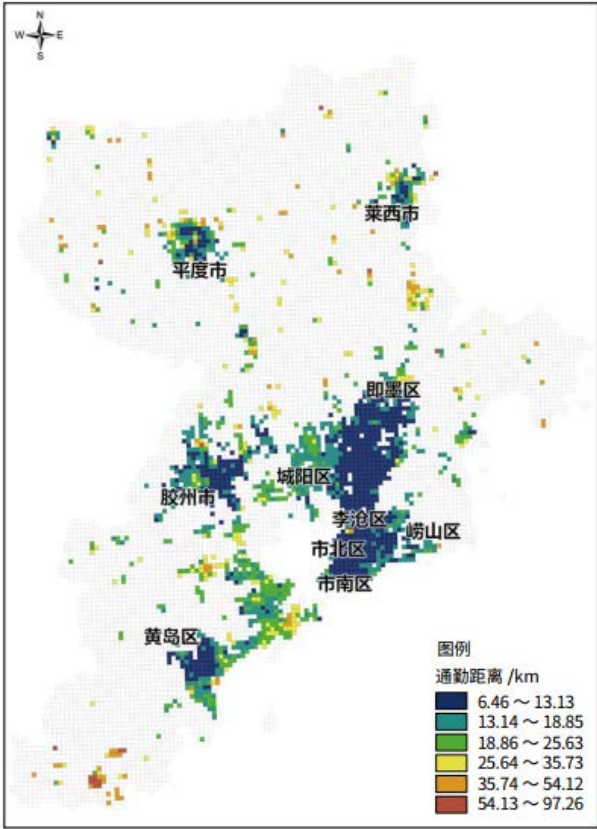 N
W E
S
莱西市
平度市
即墨区
城阳区
胶州市
李沧区
崂山区
市北区
市南区
黄岛区
图例
通勤距离 /km
6.46～13.13
13.14～18.85
18.86～25.63
25.64～35.73
35.74～54.12
54.13～97.26